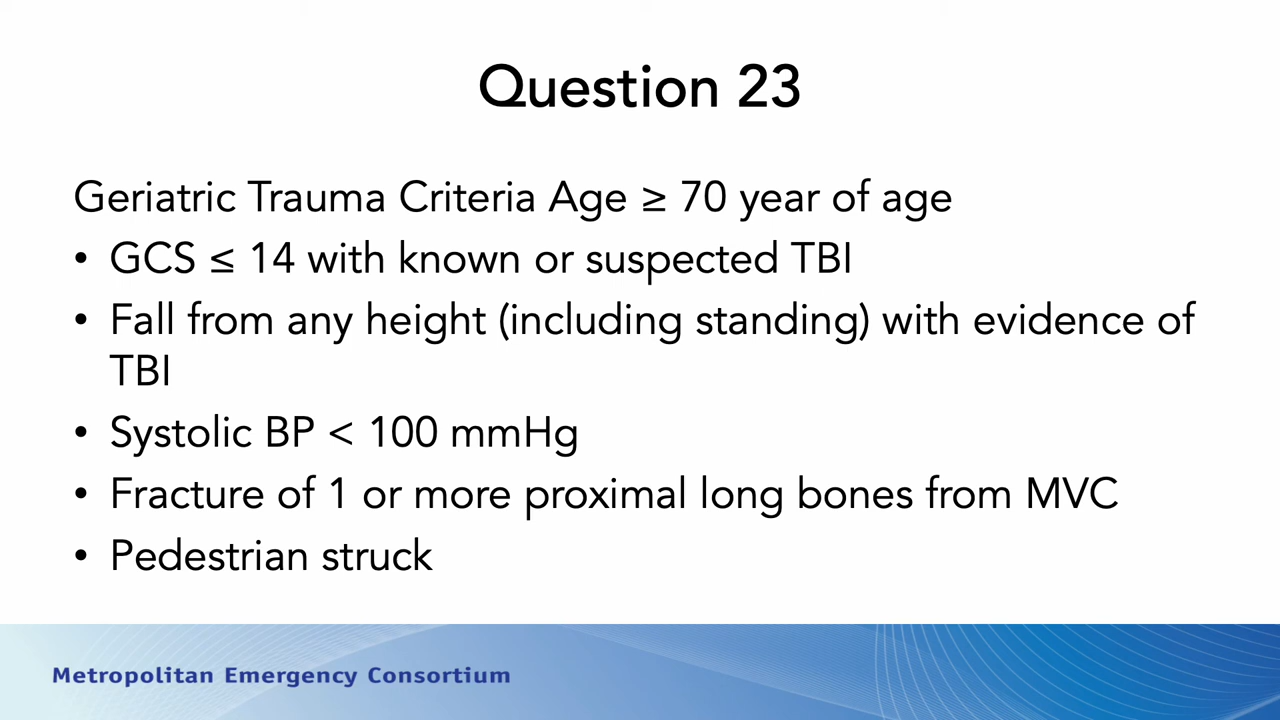 Question 23
Geriatric Trauma Criteria Age ≥ 70 year of age
• GCS ≤ 14 with known or suspected TBI
• Fall from any height (including standing) with evidence of
TBI
• Systolic BP < 100 mmHg
• Fracture of 1 or more proximal long bones from MVC
• Pedestrian struck
Metropolitan Emergency Consortium